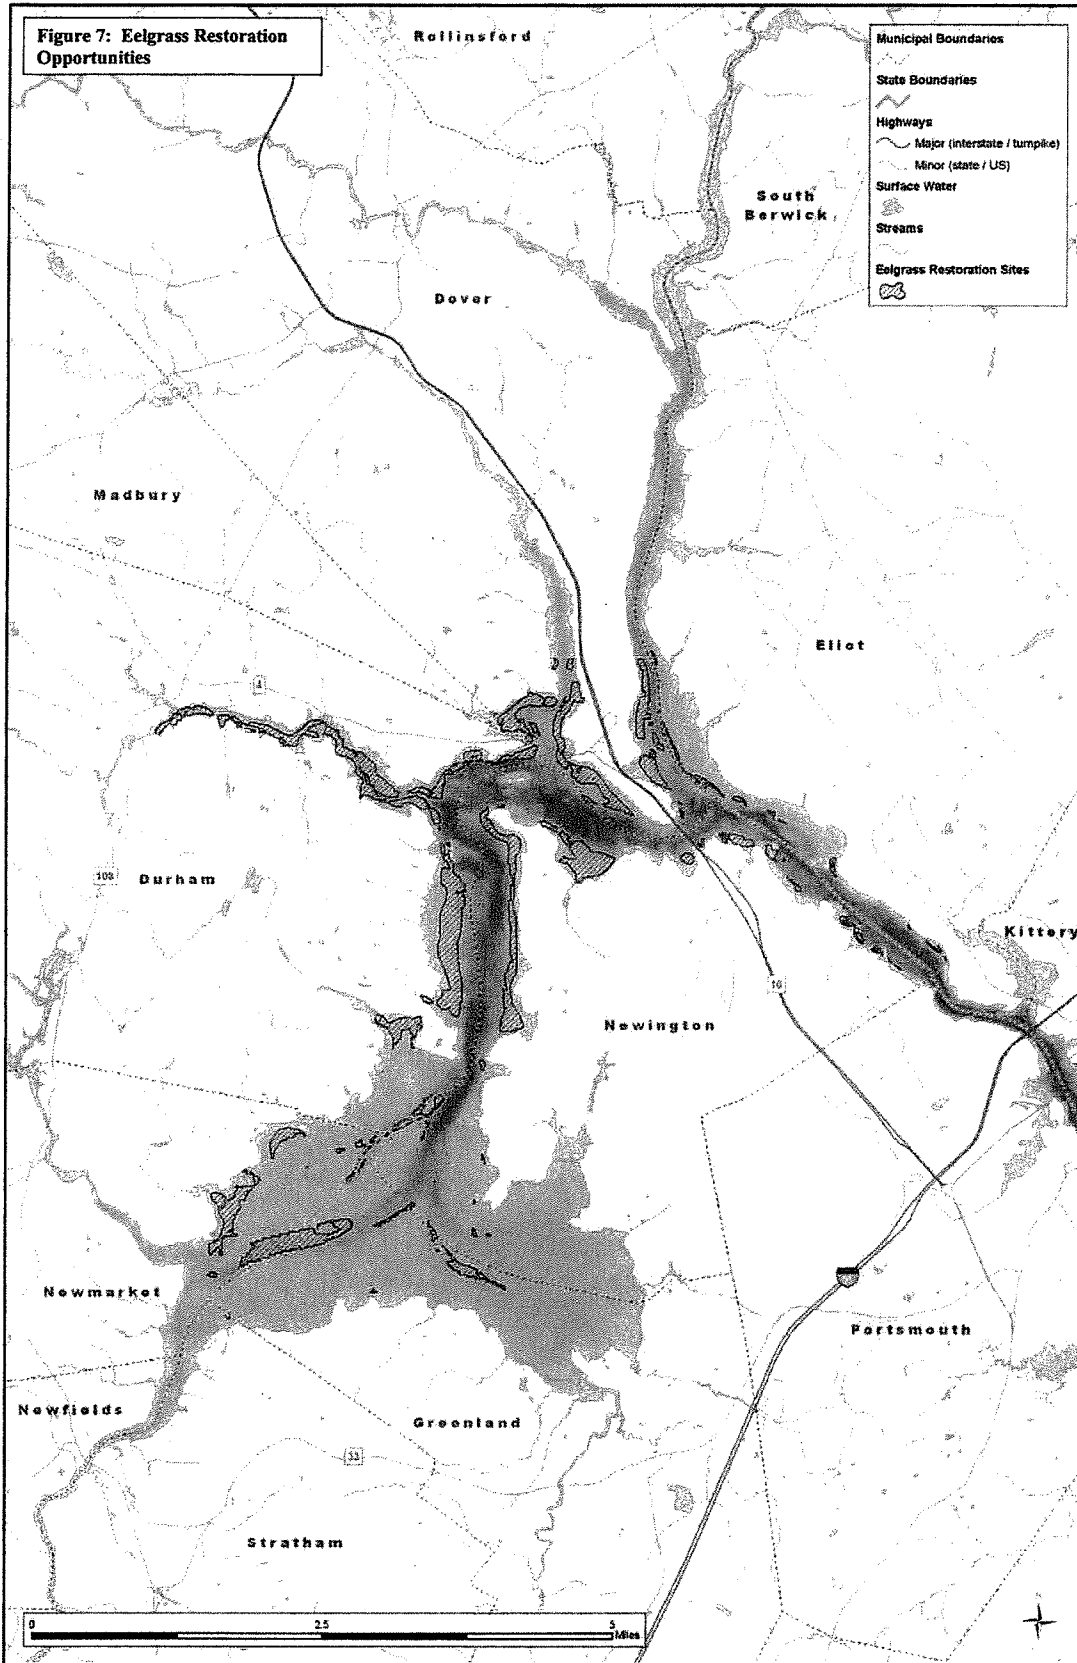 Figure 7: Eelgrass Restoration
Opportunities
Rollinsford
Municipal Boundaries
State Boundaries
Highways
Major (interstate / turnpike)
Minor (state / US)
Surface Water
Streams
Eelgrass Restoration Sites
South
Berwick
Dover
Madbury
Eliot
4
108
Durham
Kittery
16
Newington
Newmarket
Portsmouth
Newfields
Greenland
33
Stratham
0
2.5
5
Miles